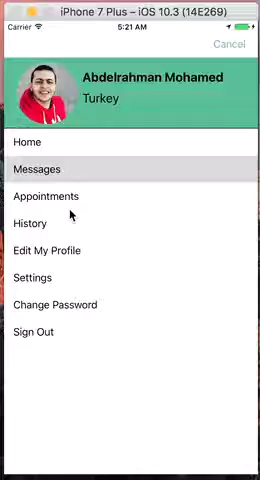 iPhone 7 Plus – iOS 10.3 (14E269)
Carrier 5:21 AM
Cancel
Abdelrahman Mohamed
Turkey
Home
Messages
Appointments
History
Edit My Profile
Settings
Change Password
Sign Out